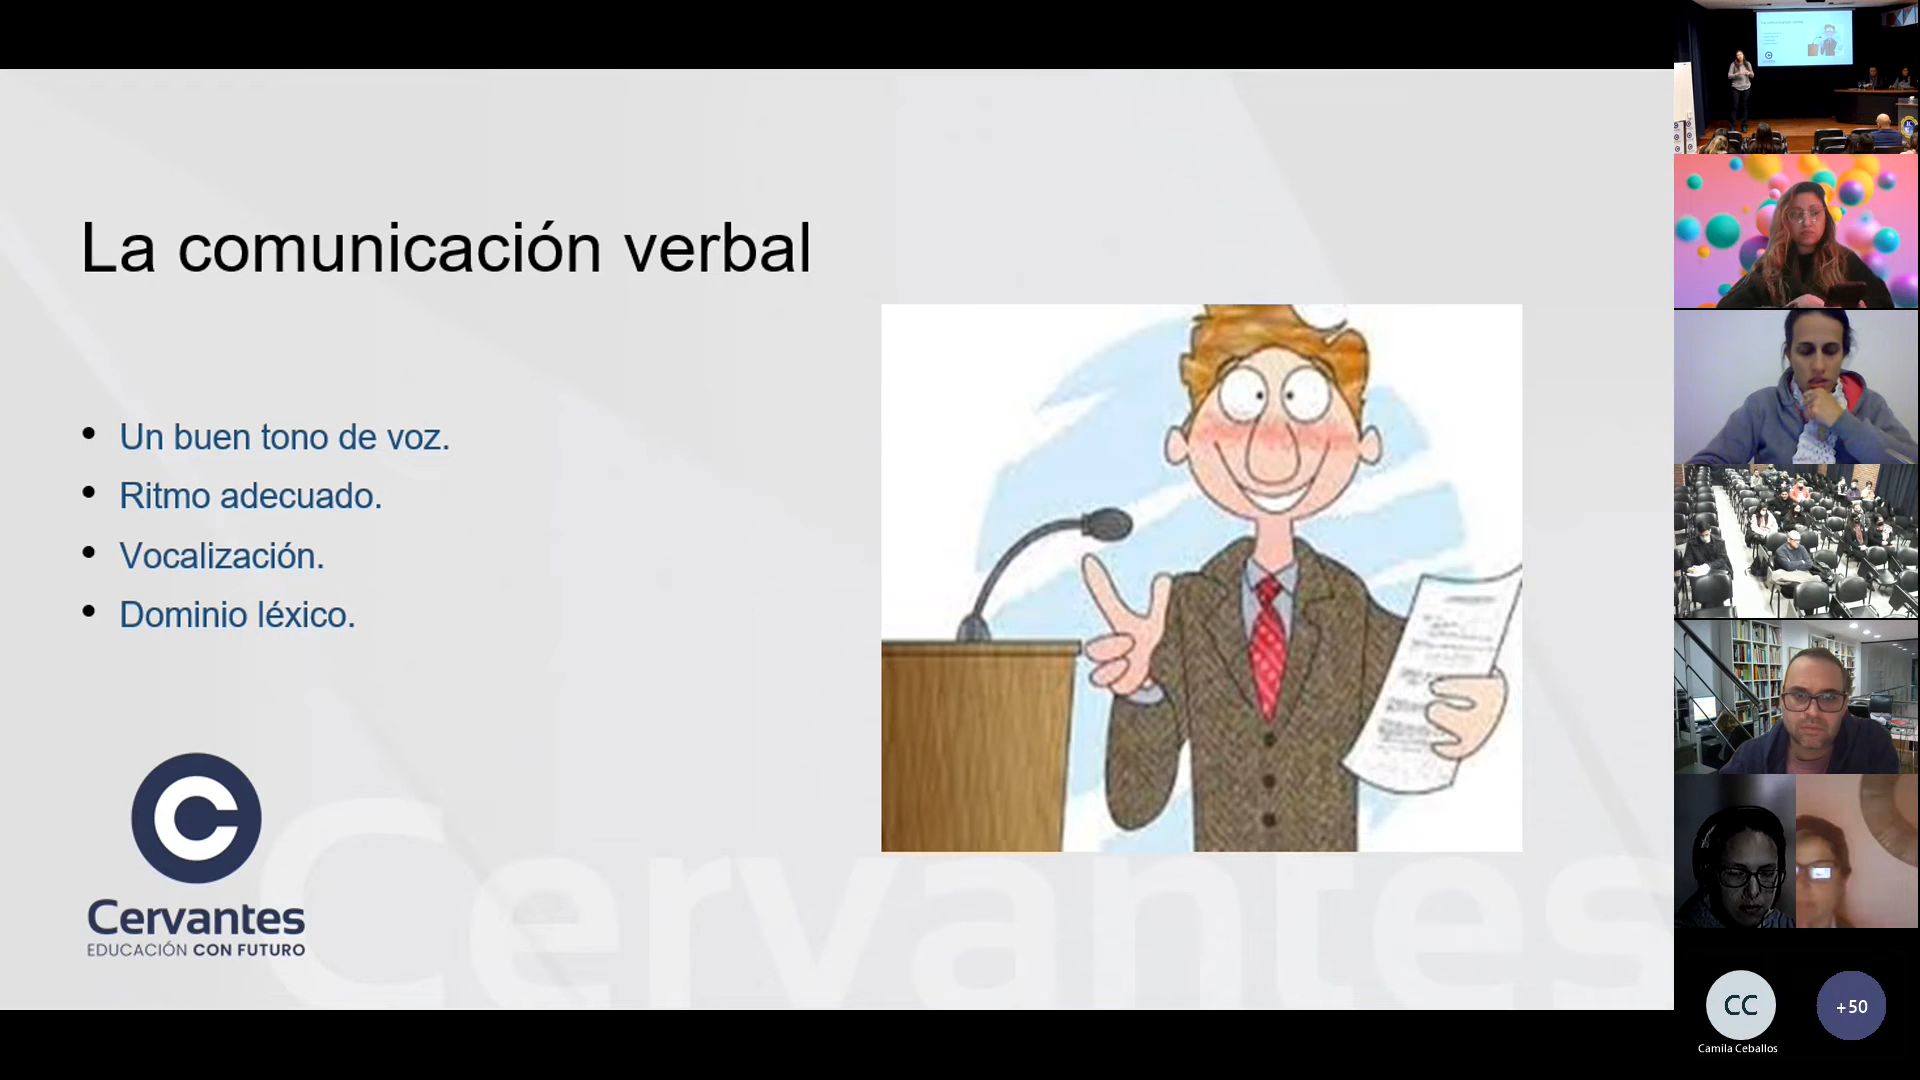 La comunicación verbal
Un buen tono de voz.
Ritmo adecuado.
Vocalización.
Dominio léxico.
Cervantes
EDUCACIÓN CON FUTURO
Cervantes
CC
Camila Ceballos
+50